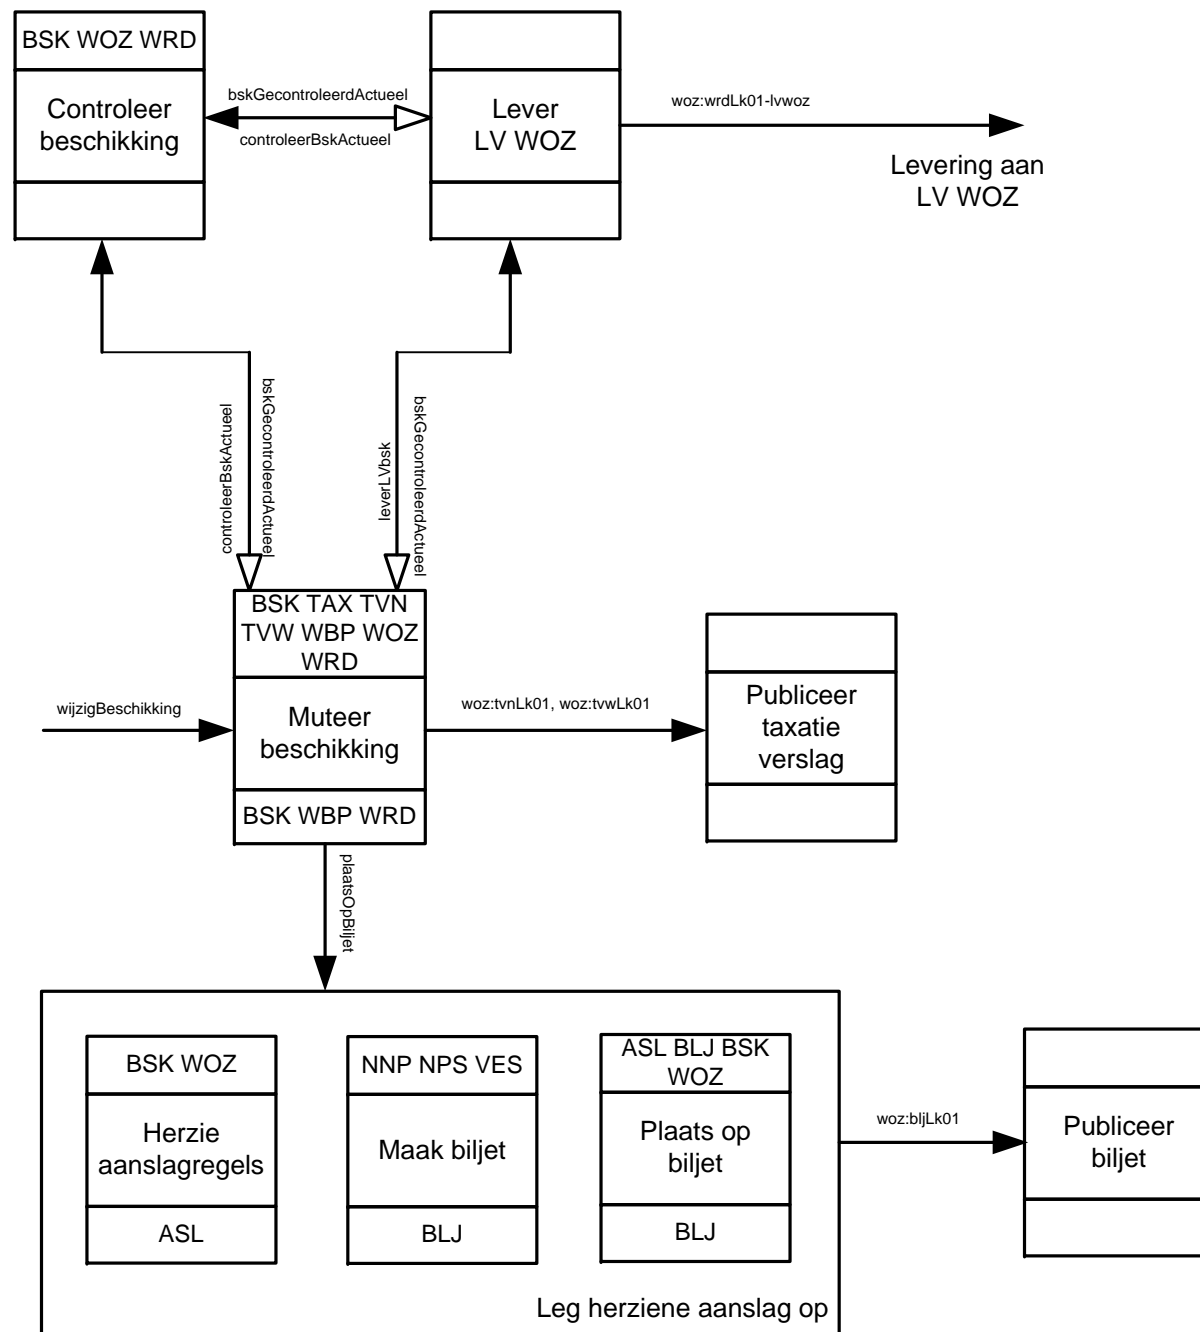 BSK WOZ WRD
Controleer
beschikking
bskGecontroleerdActueel
controleerBskActueel
Lever
LV WOZ
woz:wrdLk01-lvwoz
Levering aan
LV WOZ
controleerBskActueel
bskGecontroleerdActueel
leverLVbsk
bskGecontroleerdActueel
BSK TAX TVN
TVW WBP WOZ
WRD
wijzigBeschikking
Muteer
beschikking
BSK WBP WRD
woz:tvnLk01, woz:tvwLk01
Publiceer
taxatie
verslag
plaatsOpBiljet
BSK WOZ
Herzie
aanslagregels
ASL
NNP NPS VES
Maak biljet
BLJ
ASL BLJ BSK
WOZ
Plaats op
biljet
BLJ
Leg herziene aanslag op
woz:bljLk01
Publiceer
biljet